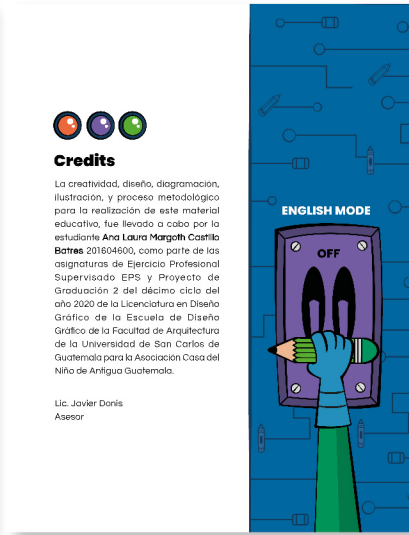 Credits
La creatividad, diseño, diagramación,
ilustración, y proceso metodológico
para la realización de este material
educativo, fue llevado a cabo por la
estudiante Ana Laura Margoth Castillo
Batres 201604600, como parte de las
asignaturas de Ejercicio Profesional
Supervisado EPS y Proyecto de
Graduación 2 del décimo ciclo del
año 2020 de la Licenciatura en Diseño
Gráfico de la Escuela de Diseño
Gráfico de la Facultad de Arquitectura
de la Universidad de San Carlos de
Guatemala para la Asociación Casa del
Niño de Antigua Guatemala.
Lic. Javier Donis
Asesor
ENGLISH MODE
OFF